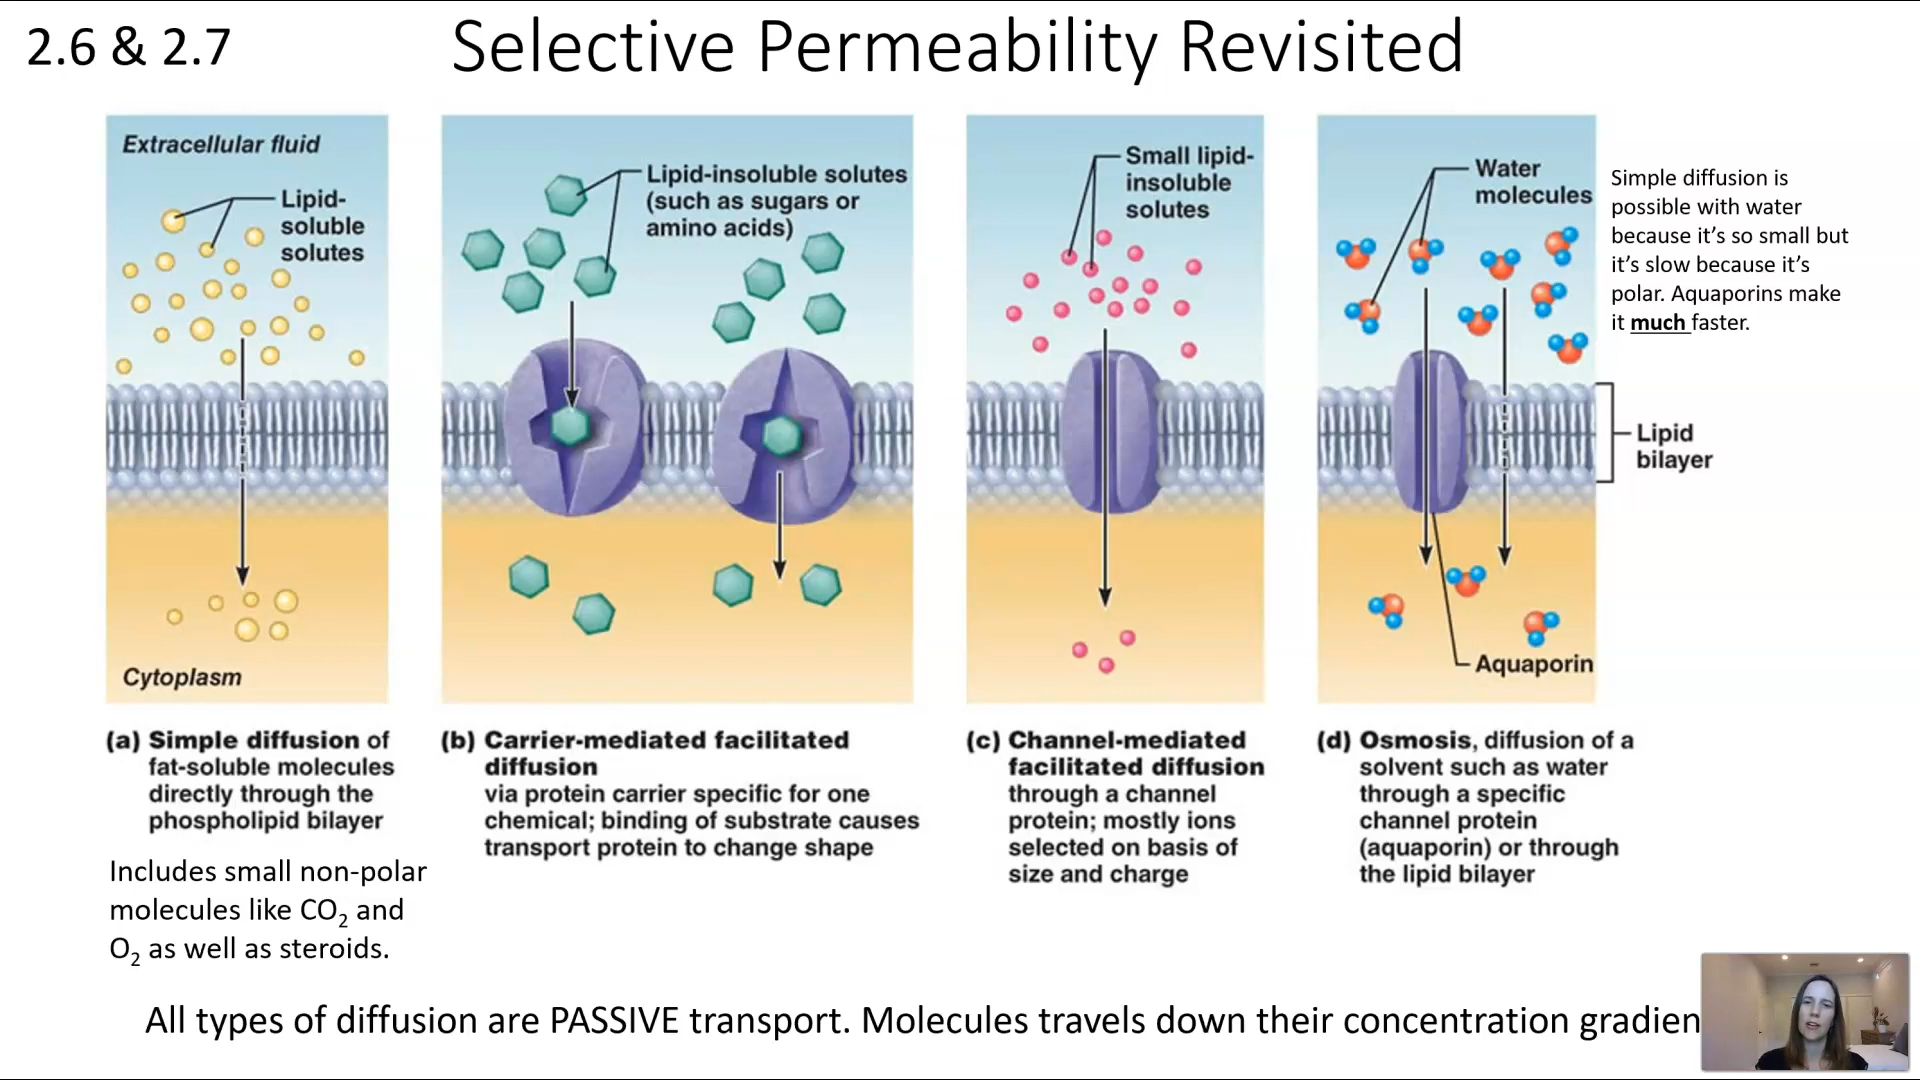 2.6 & 2.7
Selective Permeability Revisited
Extracellular fluid
Lipid-
soluble
solutes
Cytoplasm
Lipid-insoluble solutes
(such as sugars or
amino acids)
Small lipid-
insoluble
solutes
Water
molecules
Aquaporin
Simple diffusion is
possible with water
because it’s so small but
it’s slow because it’s
polar. Aquaporins make
it much faster.
Lipid
bilayer
(a) Simple diffusion of
fat-soluble molecules
directly through the
phospholipid bilayer
(b) Carrier-mediated facilitated
diffusion
via protein carrier specific for one
chemical; binding of substrate causes
transport protein to change shape
(c) Channel-mediated
facilitated diffusion
through a channel
protein; mostly ions
selected on basis of
size and charge
(d) Osmosis, diffusion of a
solvent such as water
through a specific
channel protein
(aquaporin) or through
the lipid bilayer
Includes small non-polar
molecules like CO₂ and
O₂ as well as steroids.
All types of diffusion are PASSIVE transport. Molecules travels down their concentration gradien